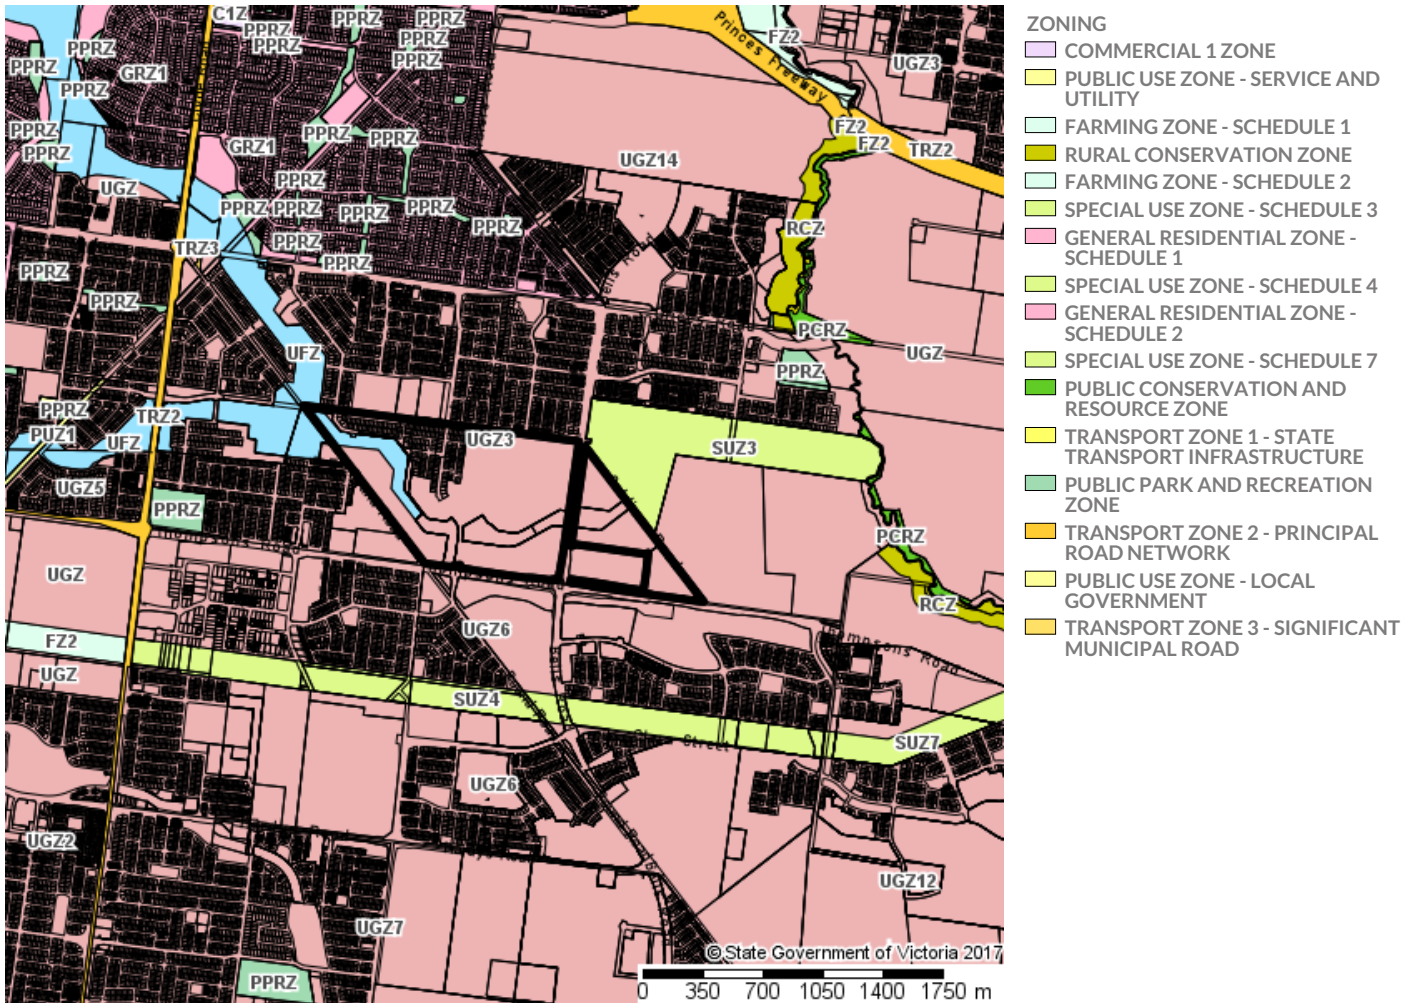 C1Z
PPRZ
PPRZ
PPRZ
PPRZ
PPRZ
PPRZ
PPRZ
GRZ1
PPRZ
PPRZ
PPRZ
PPRZ
PPRZ
GRZ1
PPRZ
UGZ
PPRZ
PPRZ
PPRZ
PPRZ
PPRZ
PPRZ
TRZ3
PPRZ
PPRZ
PPRZ
PPRZ
Princes Freeway
FZ2
UGZ3
FZ2
FZ2
TRZ2
UGZ14
RCZ
PCRZ
UGZ
PPRZ
UFZ
PPRZ
TRZ2
PUZ1
UFZ
UGZ3
SUZ3
UGZ5
PPRZ
PCRZ
UGZ
RCZ
UGZ6
FZ2
UGZ
SUZ4
Street
SUZ7
UGZ6
UGZ2
UGZ12
UGZ7
PPRZ
© State Government of Victoria 2017
0 350 700 1050 1400 1750 m
ZONING
COMMERCIAL 1 ZONE
PUBLIC USE ZONE - SERVICE AND
UTILITY
FARMING ZONE - SCHEDULE 1
RURAL CONSERVATION ZONE
FARMING ZONE - SCHEDULE 2
SPECIAL USE ZONE - SCHEDULE 3
GENERAL RESIDENTIAL ZONE -
SCHEDULE 1
SPECIAL USE ZONE - SCHEDULE 4
GENERAL RESIDENTIAL ZONE -
SCHEDULE 2
SPECIAL USE ZONE - SCHEDULE 7
PUBLIC CONSERVATION AND
RESOURCE ZONE
TRANSPORT ZONE 1 - STATE
TRANSPORT INFRASTRUCTURE
PUBLIC PARK AND RECREATION
ZONE
TRANSPORT ZONE 2 - PRINCIPAL
ROAD NETWORK
PUBLIC USE ZONE - LOCAL
GOVERNMENT
TRANSPORT ZONE 3 - SIGNIFICANT
MUNICIPAL ROAD